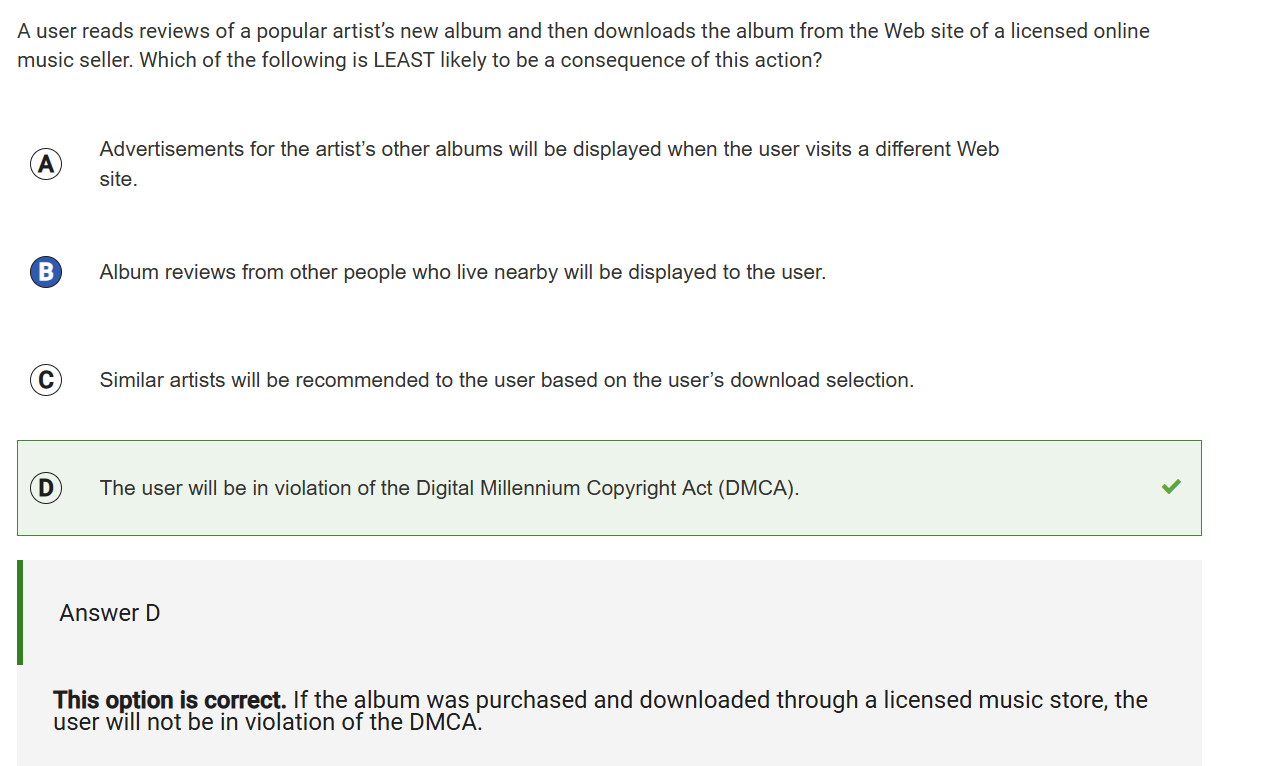 A user reads reviews of a popular artist’s new album and then downloads the album from the Web site of a licensed online
music seller. Which of the following is LEAST likely to be a consequence of this action?
A
Advertisements for the artist’s other albums will be displayed when the user visits a different Web
site.
B
Album reviews from other people who live nearby will be displayed to the user.
C
Similar artists will be recommended to the user based on the user’s download selection.
D
The user will be in violation of the Digital Millennium Copyright Act (DMCA).
Answer D
This option is correct. If the album was purchased and downloaded through a licensed music store, the
user will not be in violation of the DMCA.